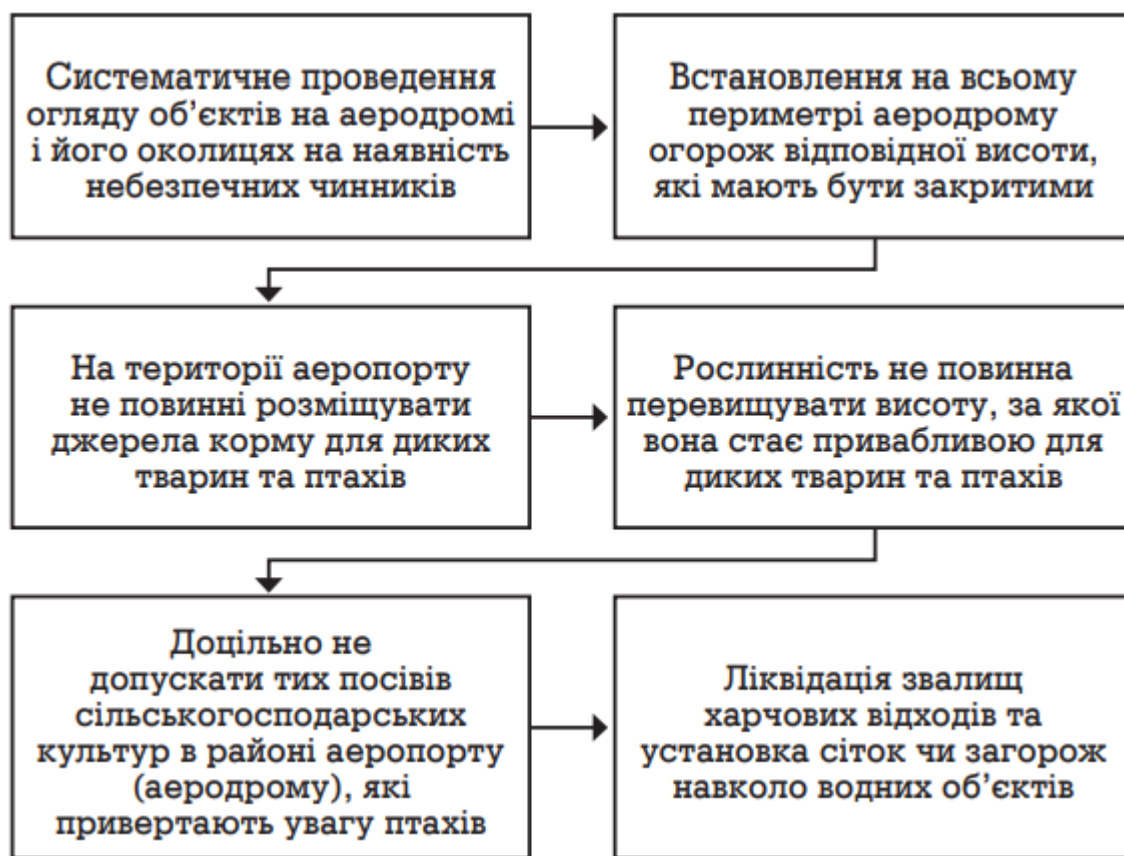 Систематичне проведення
огляду об’єктів на аеродромі
і його околицях на наявність
небезпечних чинників
Встановлення на всьому
периметрі аеродрому
огорож відповідної висоти,
які мають бути закритими
На території аеропорту
не повинні розміщувати
джерела корму для диких
тварин та птахів
Рослинність не повинна
перевищувати висоту, за якої
вона стає привабливою для
диких тварин та птахів
Доцільно не
допускати тих посівів
сільськогосподарських
культур в районі аеропорту
(аеродрому), які
привертають увагу птахів
Ліквідація звалищ
харчових відходів та
установка сіток чи загорож
навколо водних об’єктів